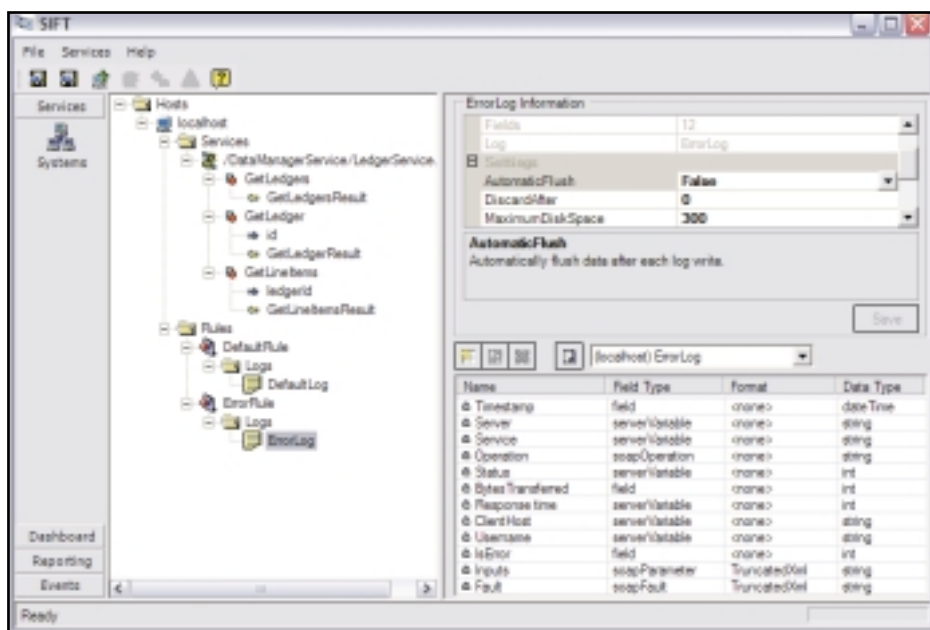 SIFT
File Services Help
Services
Systems
Dashboard
Reporting
Events
Hosts
localhost
Services
/DataManagerService/LedgerService.
GetLedgers
GetLedgersResult
GetLedger
id
GetLedgerResult
GetLineItems
ledgerId
GetLineItemsResult
Rules
DefaultRule
Logs
DefaultLog
ErrorRule
Logs
ErrorLog
ErrorLog Information
Fields 12
Log ErrorLog
Settings
AutomaticFlush False
DiscardAfter 0
MaximumDiskSpace 300
AutomaticFlush
Automatically flush data after each log write.
Save
(localhost) ErrorLog
Name Field Type Format Data Type
Timestamp field <none> dateTime
Server serverVariable <none> string
Service serverVariable <none> string
Operation soapOperation <none> string
Status serverVariable <none> int
BytesTransferred field <none> int
Response time serverVariable <none> int
ClientHost serverVariable <none> string
Username serverVariable <none> string
IsError field <none> int
Inputs soapParameter TruncatedXml string
Fault soapFault TruncatedXml string
Ready